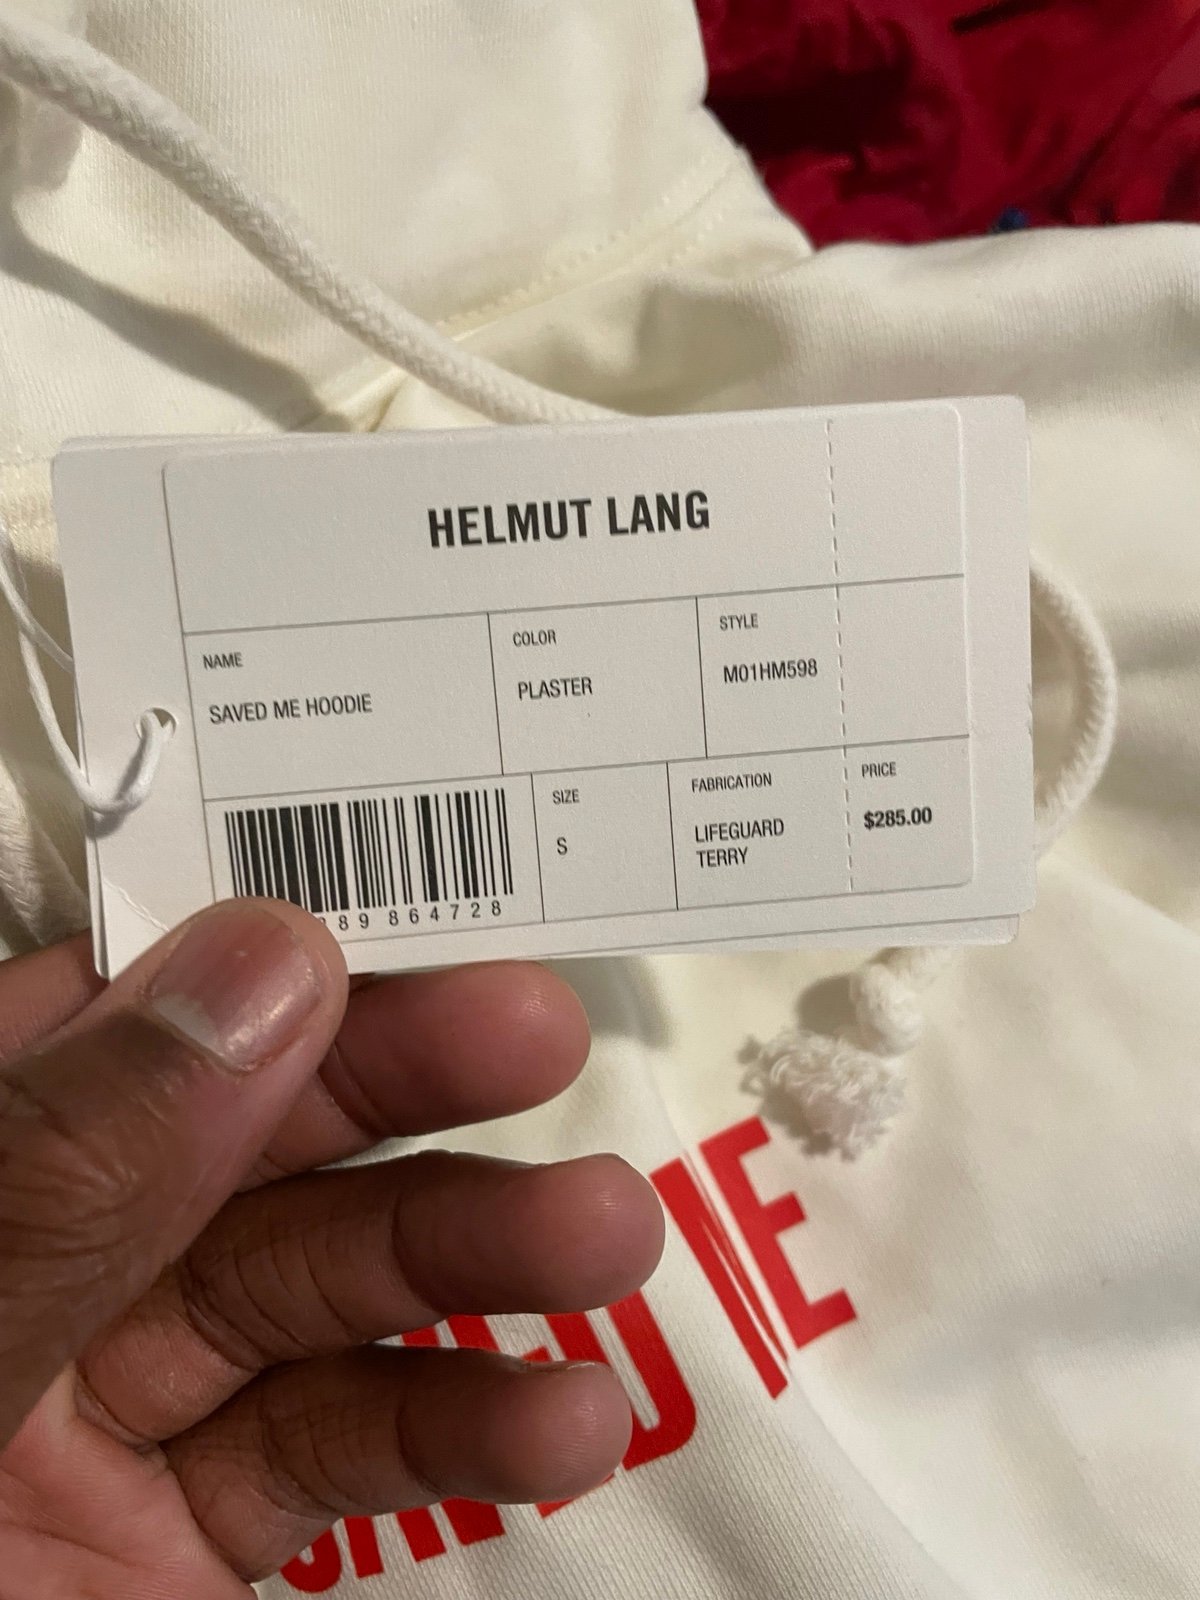 HELMUT LANG
NAME
SAVED ME HOODIE
COLOR
PLASTER
STYLE
M01HM598
89 864728
SIZE
S
FABRICATION
LIFEGUARD
TERRY
PRICE
$285.00